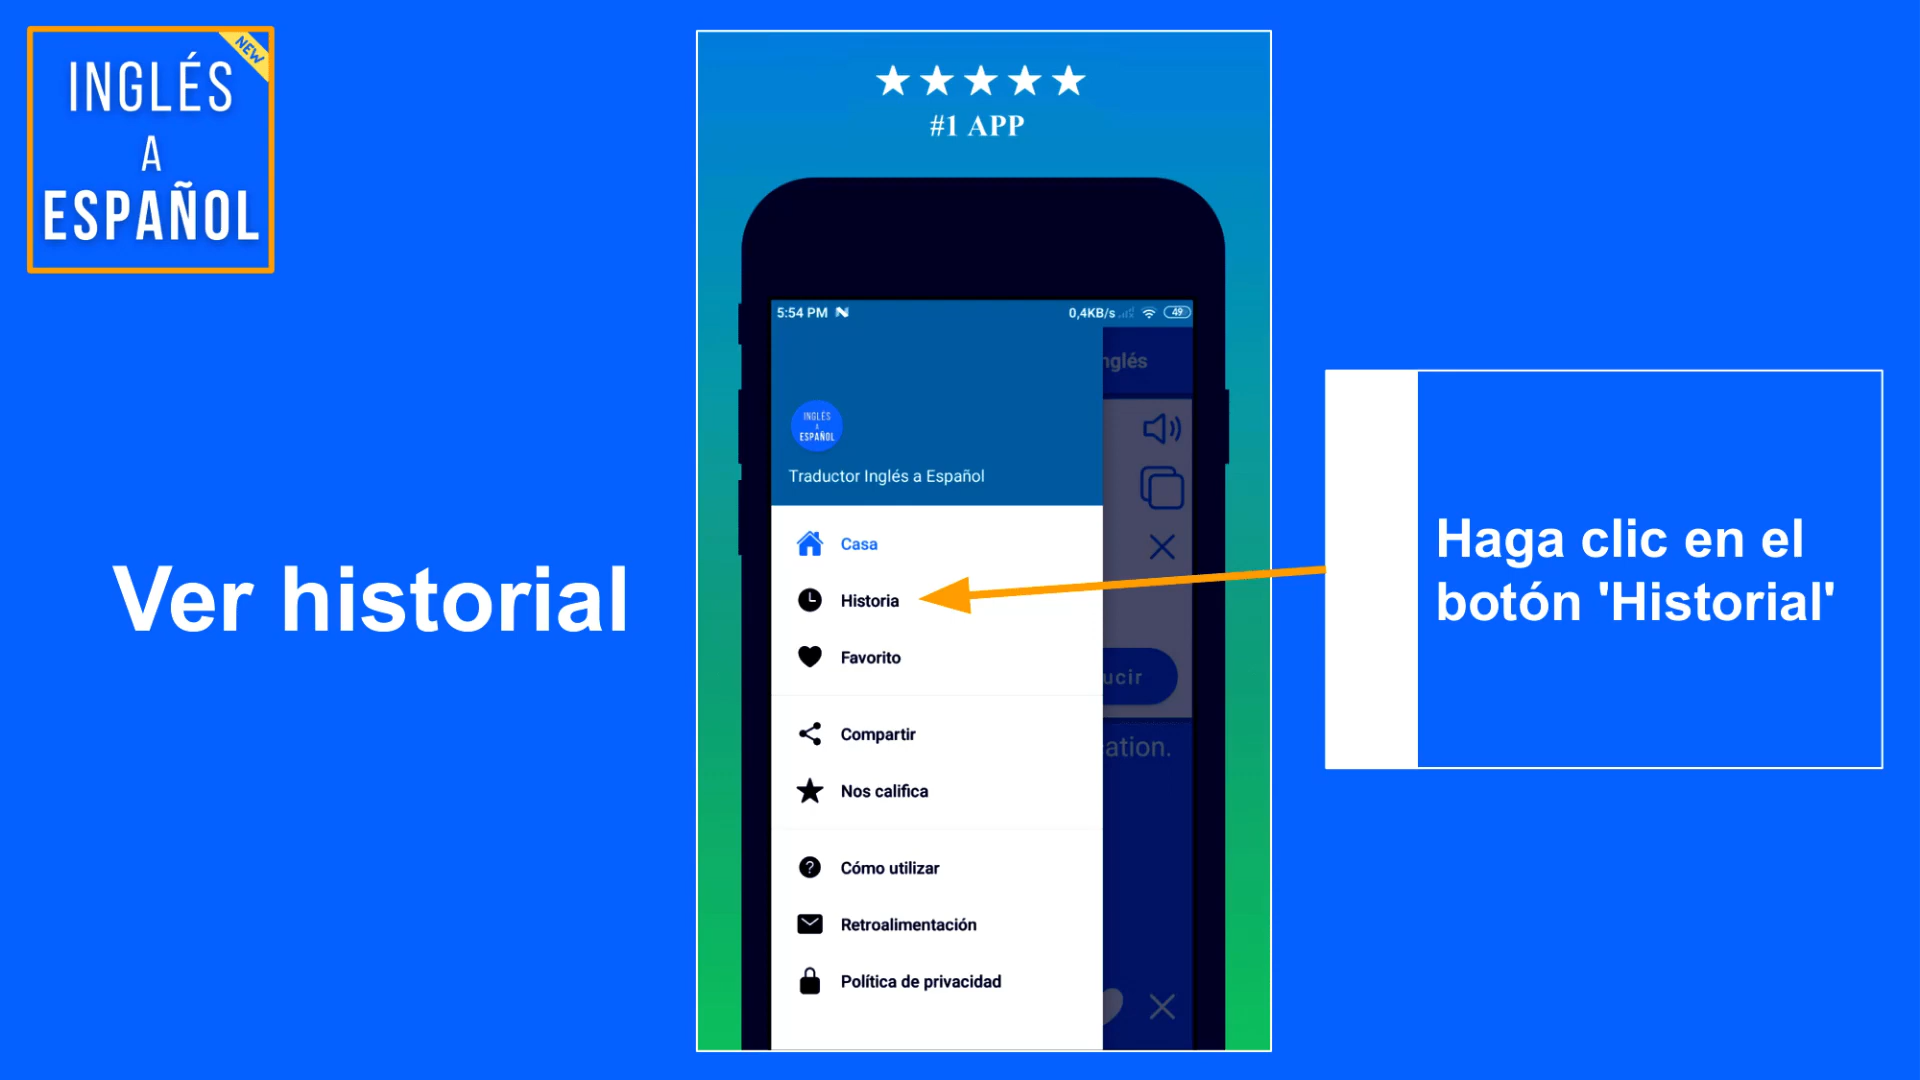 NEW
INGLÉS
A
ESPAÑOL
#1 APP
5:54 PM
0,4KB/s
49
nglés
INGLÉS
A
ESPAÑOL
Traductor Inglés a Español
Casa
Historia
Favorito
ucir
Compartir
ation.
Nos califica
Cómo utilizar
Retroalimentación
Política de privacidad
Ver historial
Haga clic en el
botón 'Historial'